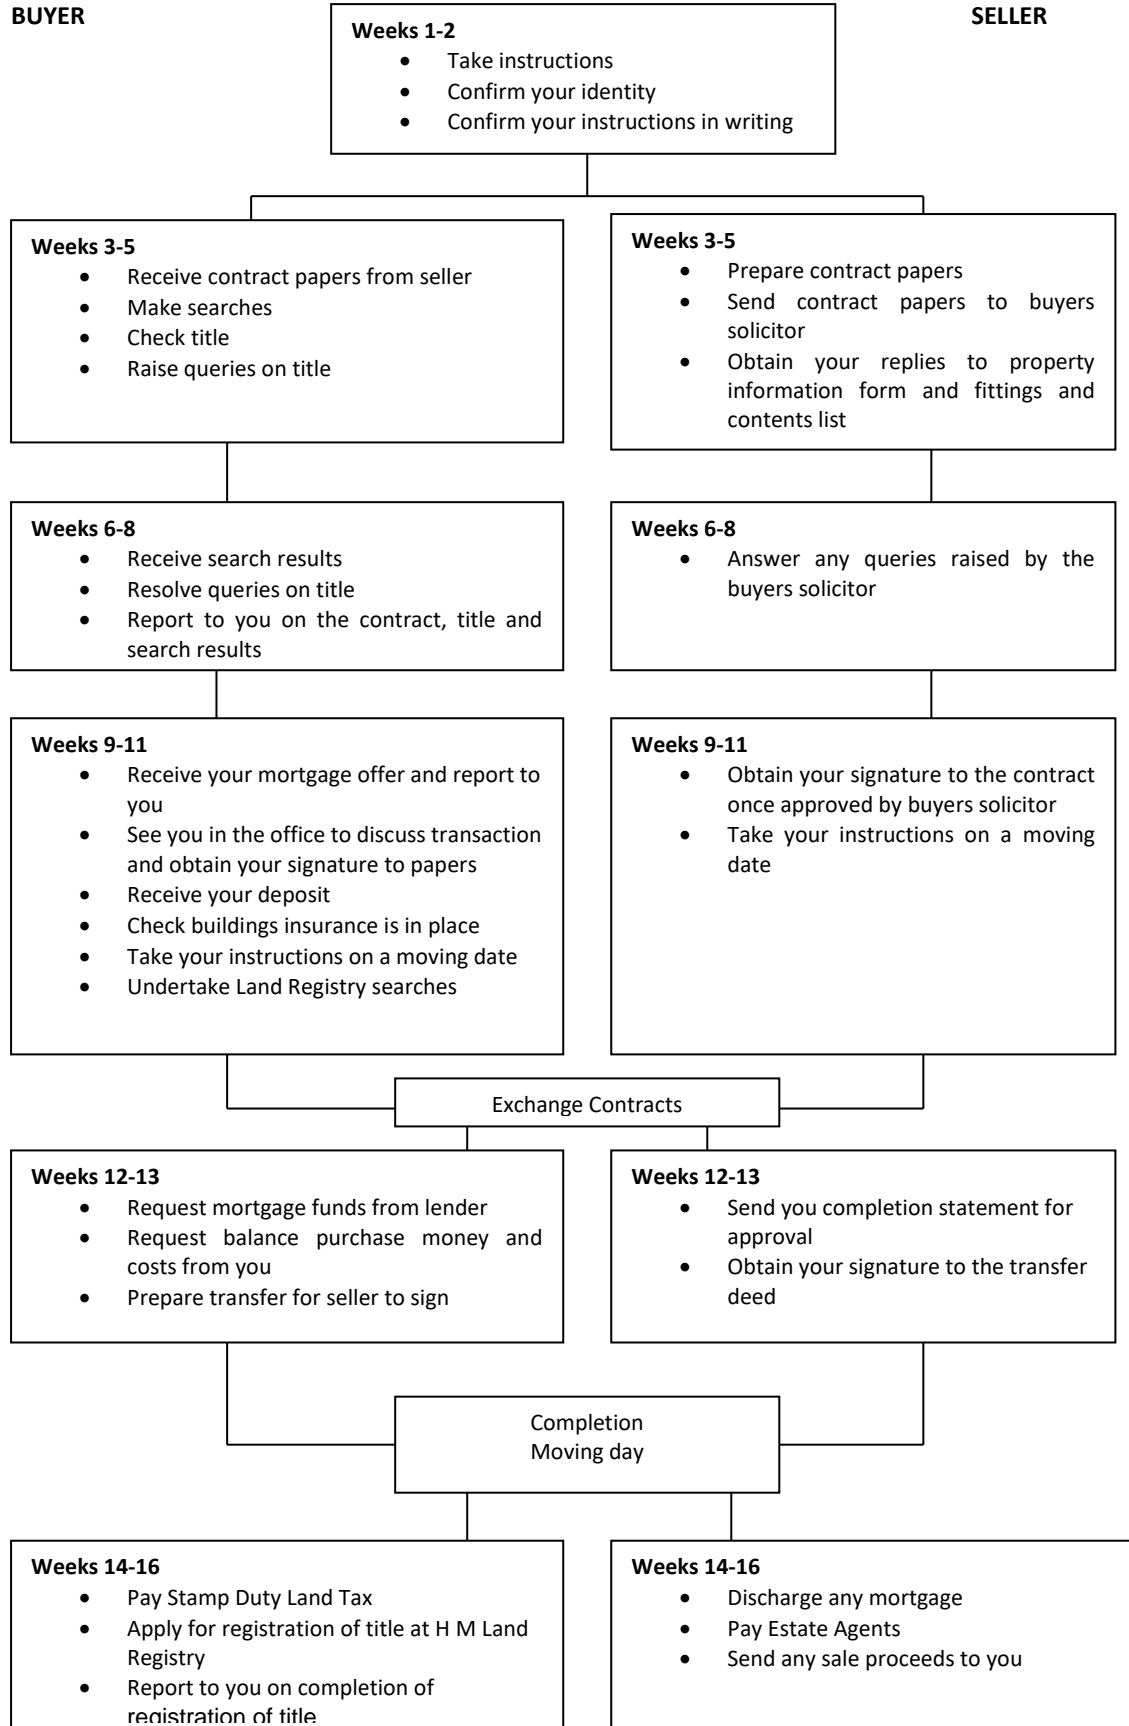 BUYER
SELLER
Weeks 1-2
• Take instructions
• Confirm your identity
• Confirm your instructions in writing
Weeks 3-5
• Receive contract papers from seller
• Make searches
• Check title
• Raise queries on title
Weeks 3-5
• Prepare contract papers
• Send contract papers to buyers
solicitor
• Obtain your replies to property
information form and fittings and
contents list
Weeks 6-8
• Receive search results
• Resolve queries on title
• Report to you on the contract, title and
search results
Weeks 6-8
• Answer any queries raised by the
buyers solicitor
Weeks 9-11
• Receive your mortgage offer and report to
you
• See you in the office to discuss transaction
and obtain your signature to papers
• Receive your deposit
• Check buildings insurance is in place
• Take your instructions on a moving date
• Undertake Land Registry searches
Weeks 9-11
• Obtain your signature to the contract
once approved by buyers solicitor
• Take your instructions on a moving
date
Exchange Contracts
Weeks 12-13
• Request mortgage funds from lender
• Request balance purchase money and
costs from you
• Prepare transfer for seller to sign
Weeks 12-13
• Send you completion statement for
approval
• Obtain your signature to the transfer
deed
Completion
Moving day
Weeks 14-16
• Pay Stamp Duty Land Tax
• Apply for registration of title at H M Land
Registry
• Report to you on completion of
registration of title
Weeks 14-16
• Discharge any mortgage
• Pay Estate Agents
• Send any sale proceeds to you